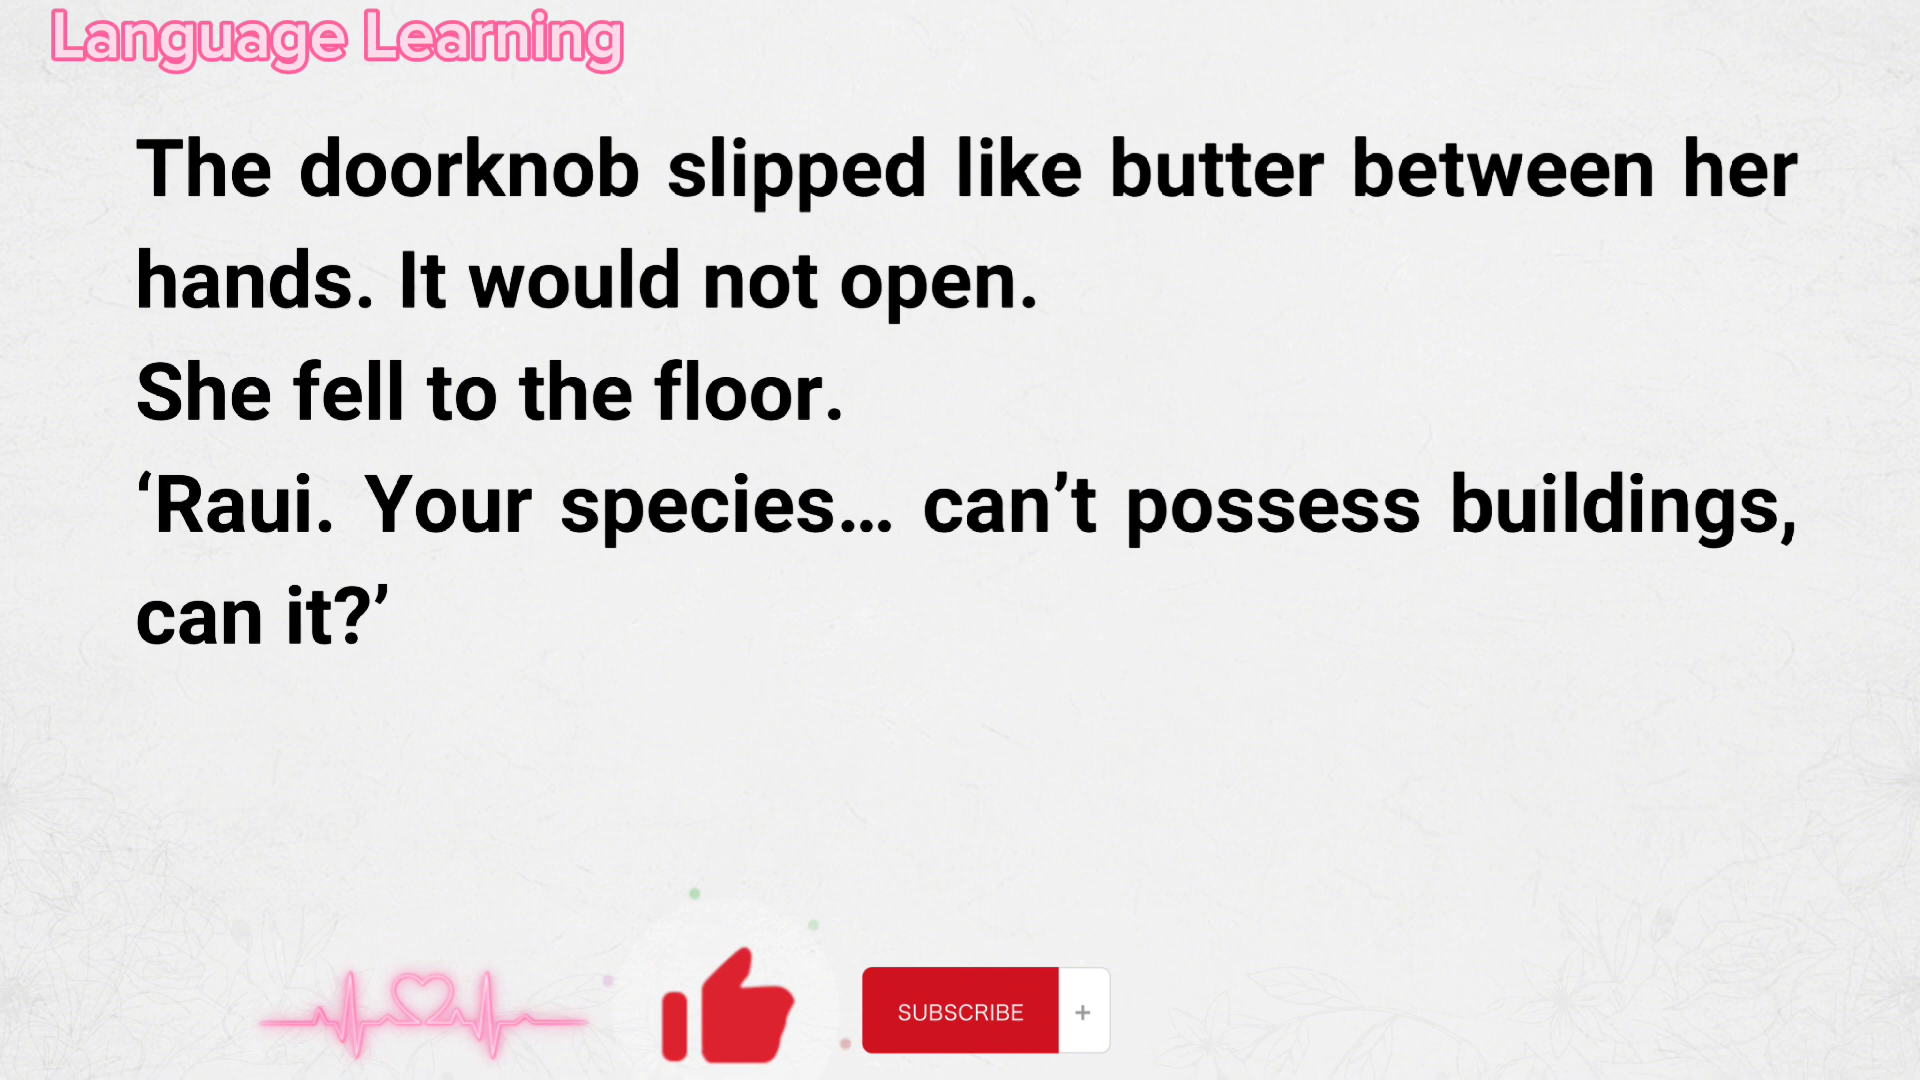 Language Learning
The doorknob slipped like butter between her
hands. It would not open.
She fell to the floor.
‘Raui. Your species… can’t possess buildings,
can it?’
SUBSCRIBE +